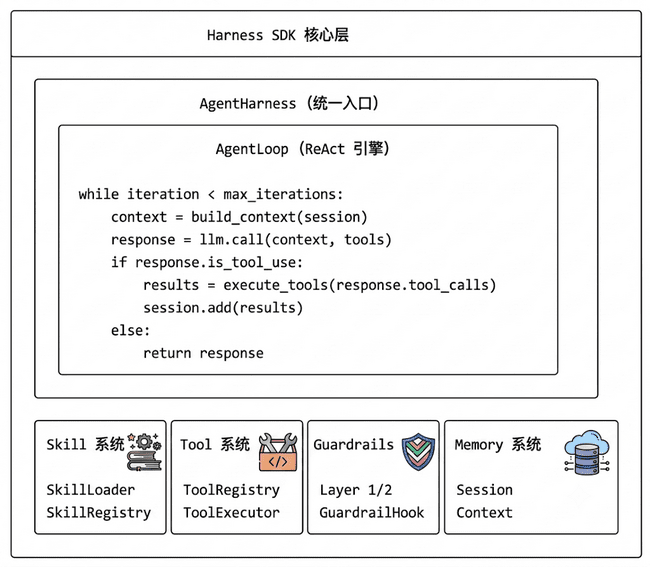 Harness SDK 核心层
AgentHarness (统一入口)
AgentLoop (ReAct 引擎)
while iteration < max_iterations:
    context = build_context(session)
    response = llm.call(context, tools)
    if response.is_tool_use:
        results = execute_tools(response.tool_calls)
        session.add(results)
    else:
        return response
Skill 系统
SkillLoader
SkillRegistry
Tool 系统
</>
ToolRegistry
ToolExecutor
Guardrails
Layer 1/2
GuardrailHook
Memory 系统
Session
Context